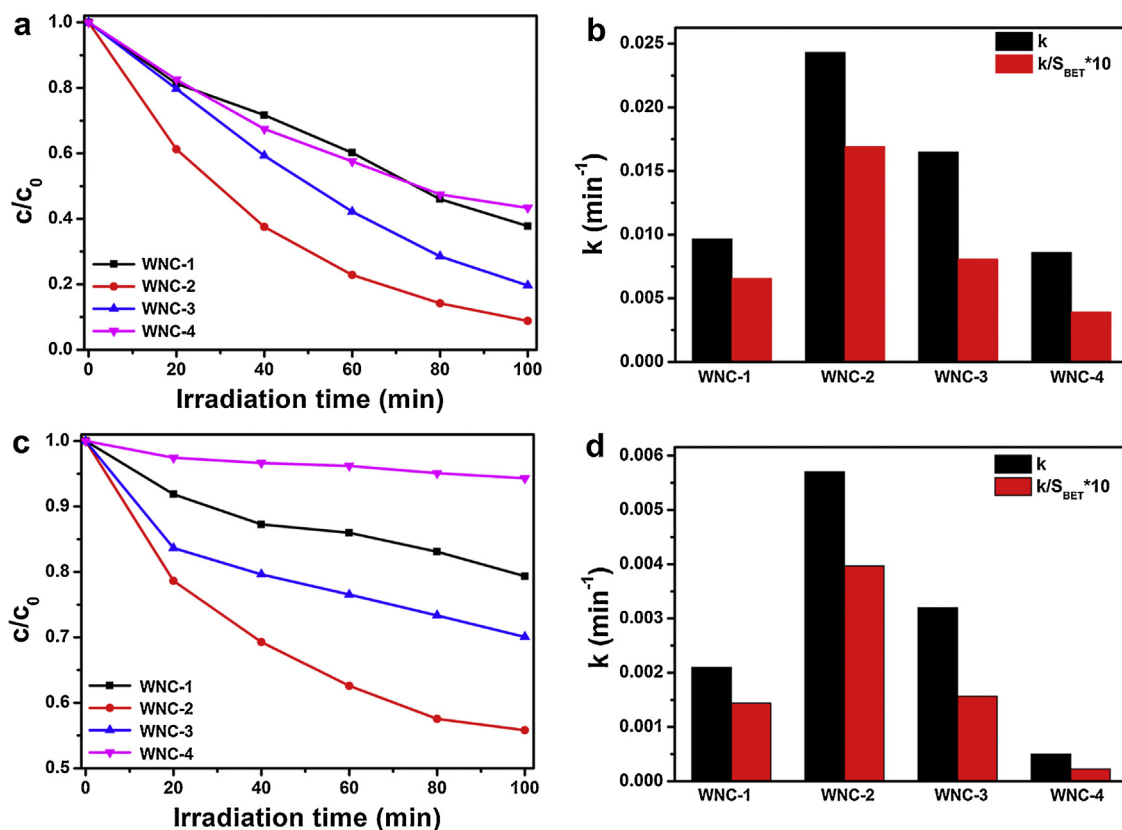 a
1.0
0.8
0.6
0.4
0.2
0.0
c/c0
WNC-1
WNC-2
WNC-3
WNC-4
0 20 40 60 80 100
Irradiation time (min)
b
0.025
0.020
0.015
0.010
0.005
0.000
k (min-1)
k
k/SBET*10
WNC-1 WNC-2 WNC-3 WNC-4
c
1.0
0.9
0.8
0.7
0.6
0.5
c/c0
WNC-1
WNC-2
WNC-3
WNC-4
0 20 40 60 80 100
Irradiation time (min)
d
0.006
0.005
0.004
0.003
0.002
0.001
0.000
k (min-1)
k
k/SBET*10
WNC-1 WNC-2 WNC-3 WNC-4